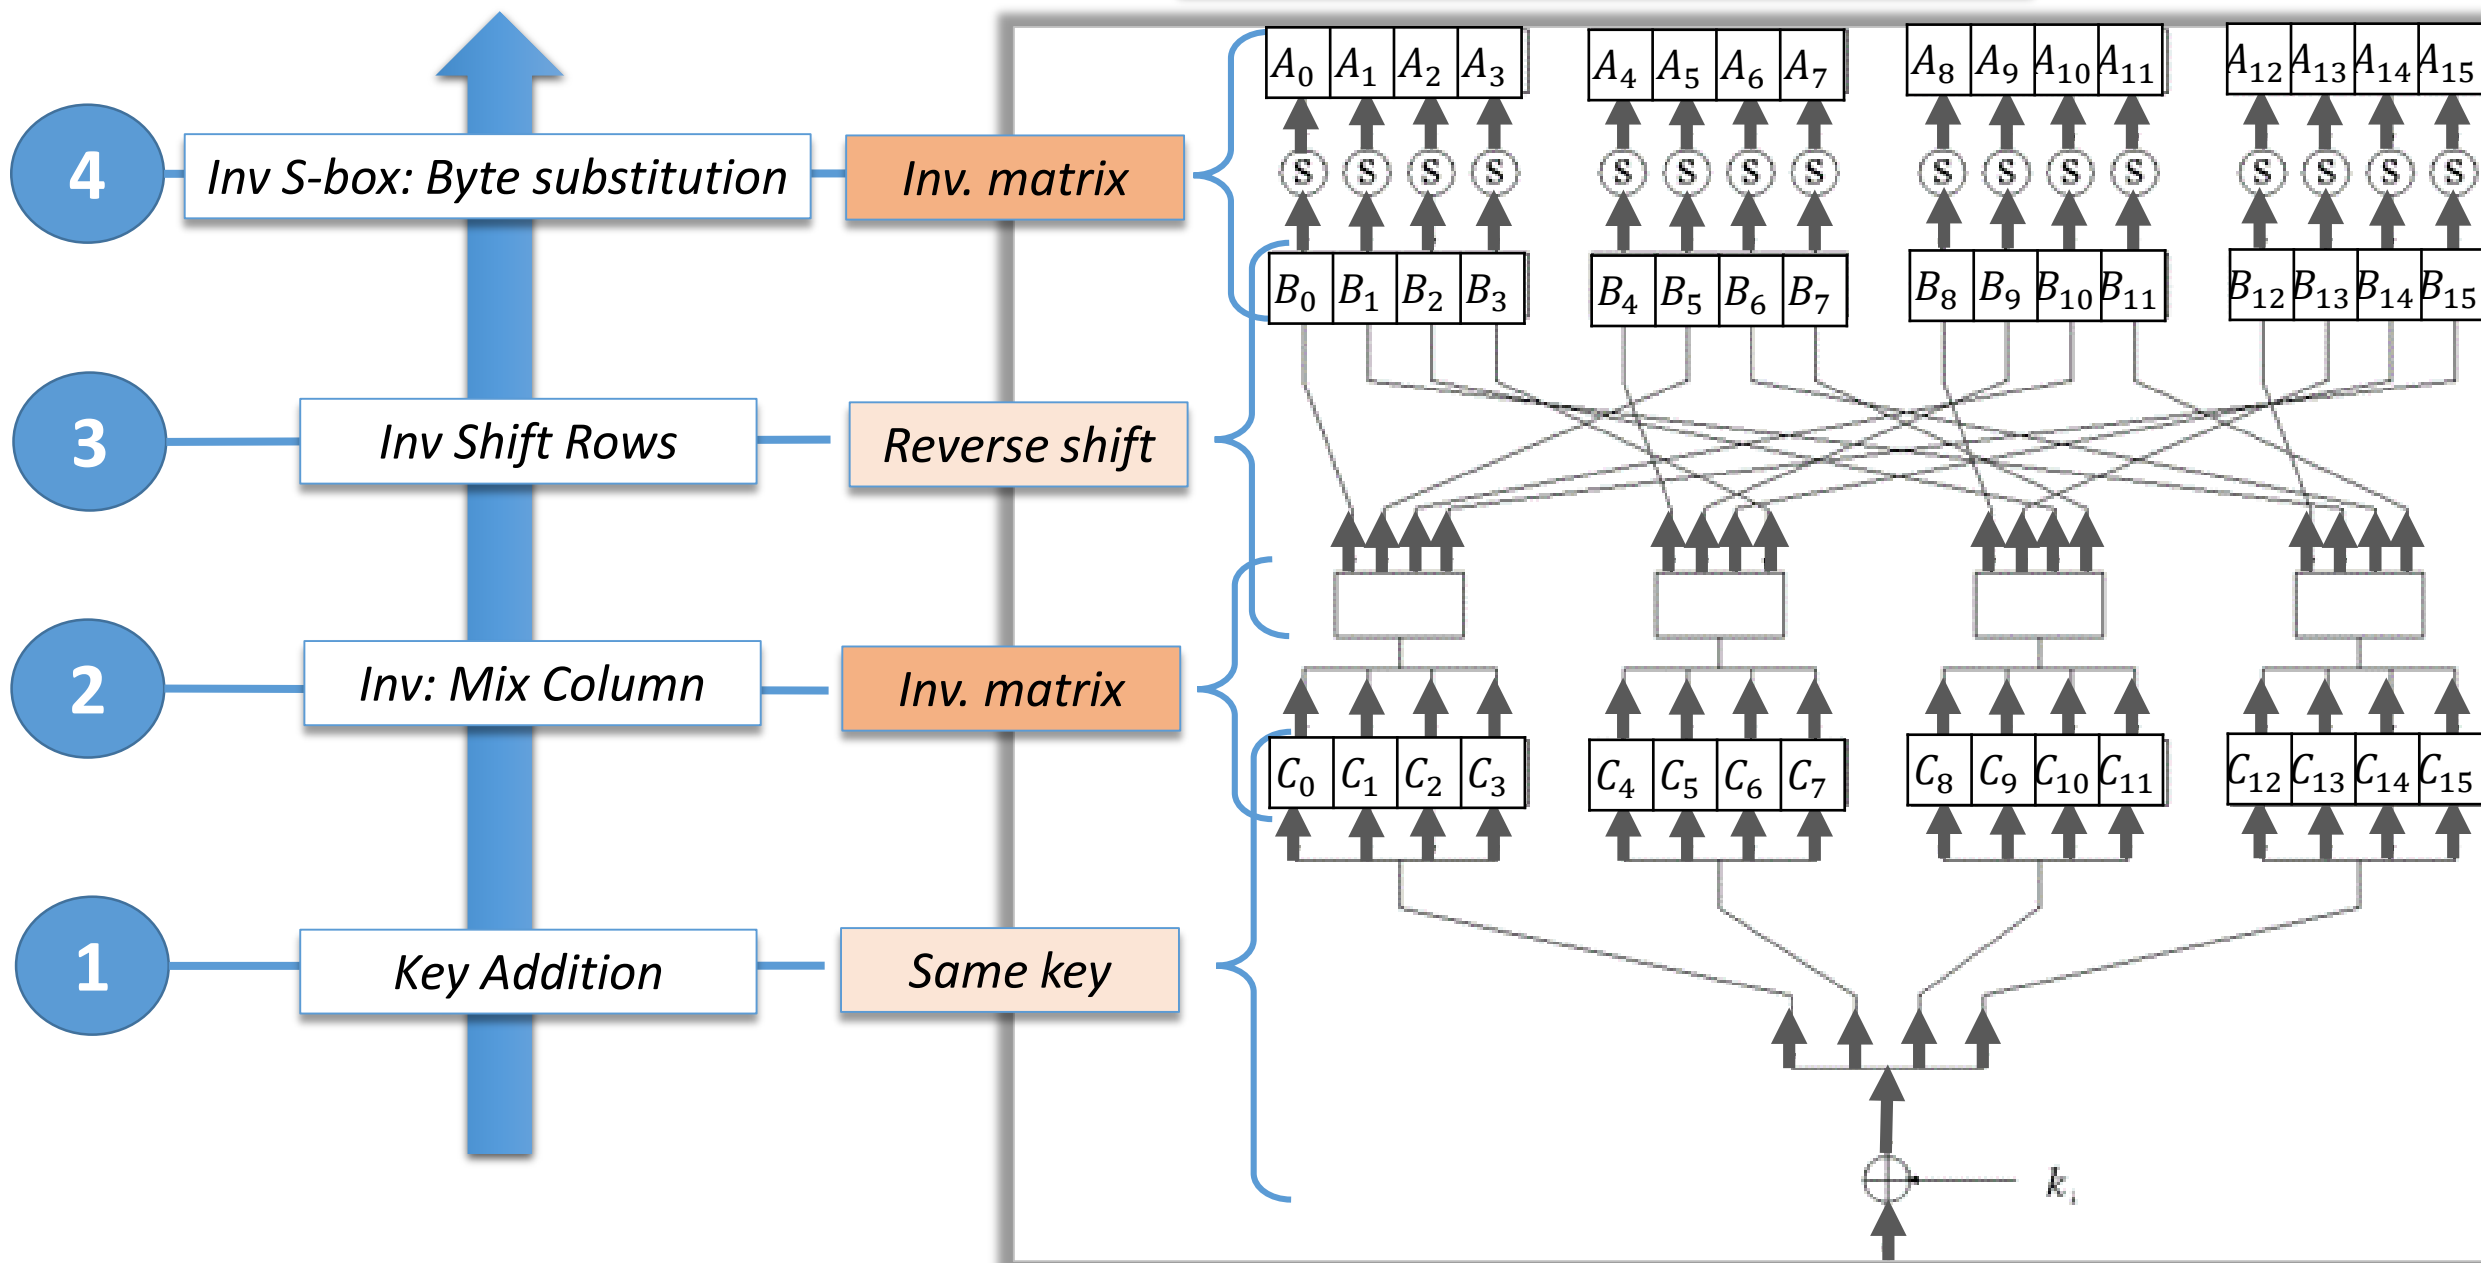 A0 A1 A2 A3 A4 A5 A6 A7 A8 A9 A10 A11 A12 A13 A14 A15
4 Inv S-box: Byte substitution Inv. matrix S S S S S S S S S S S S S S S S
B0 B1 B2 B3 B4 B5 B6 B7 B8 B9 B10 B11 B12 B13 B14 B15
3 Inv Shift Rows Reverse shift
2 Inv: Mix Column Inv. matrix
C0 C1 C2 C3 C4 C5 C6 C7 C8 C9 C10 C11 C12 C13 C14 C15
1 Key Addition Same key
ki